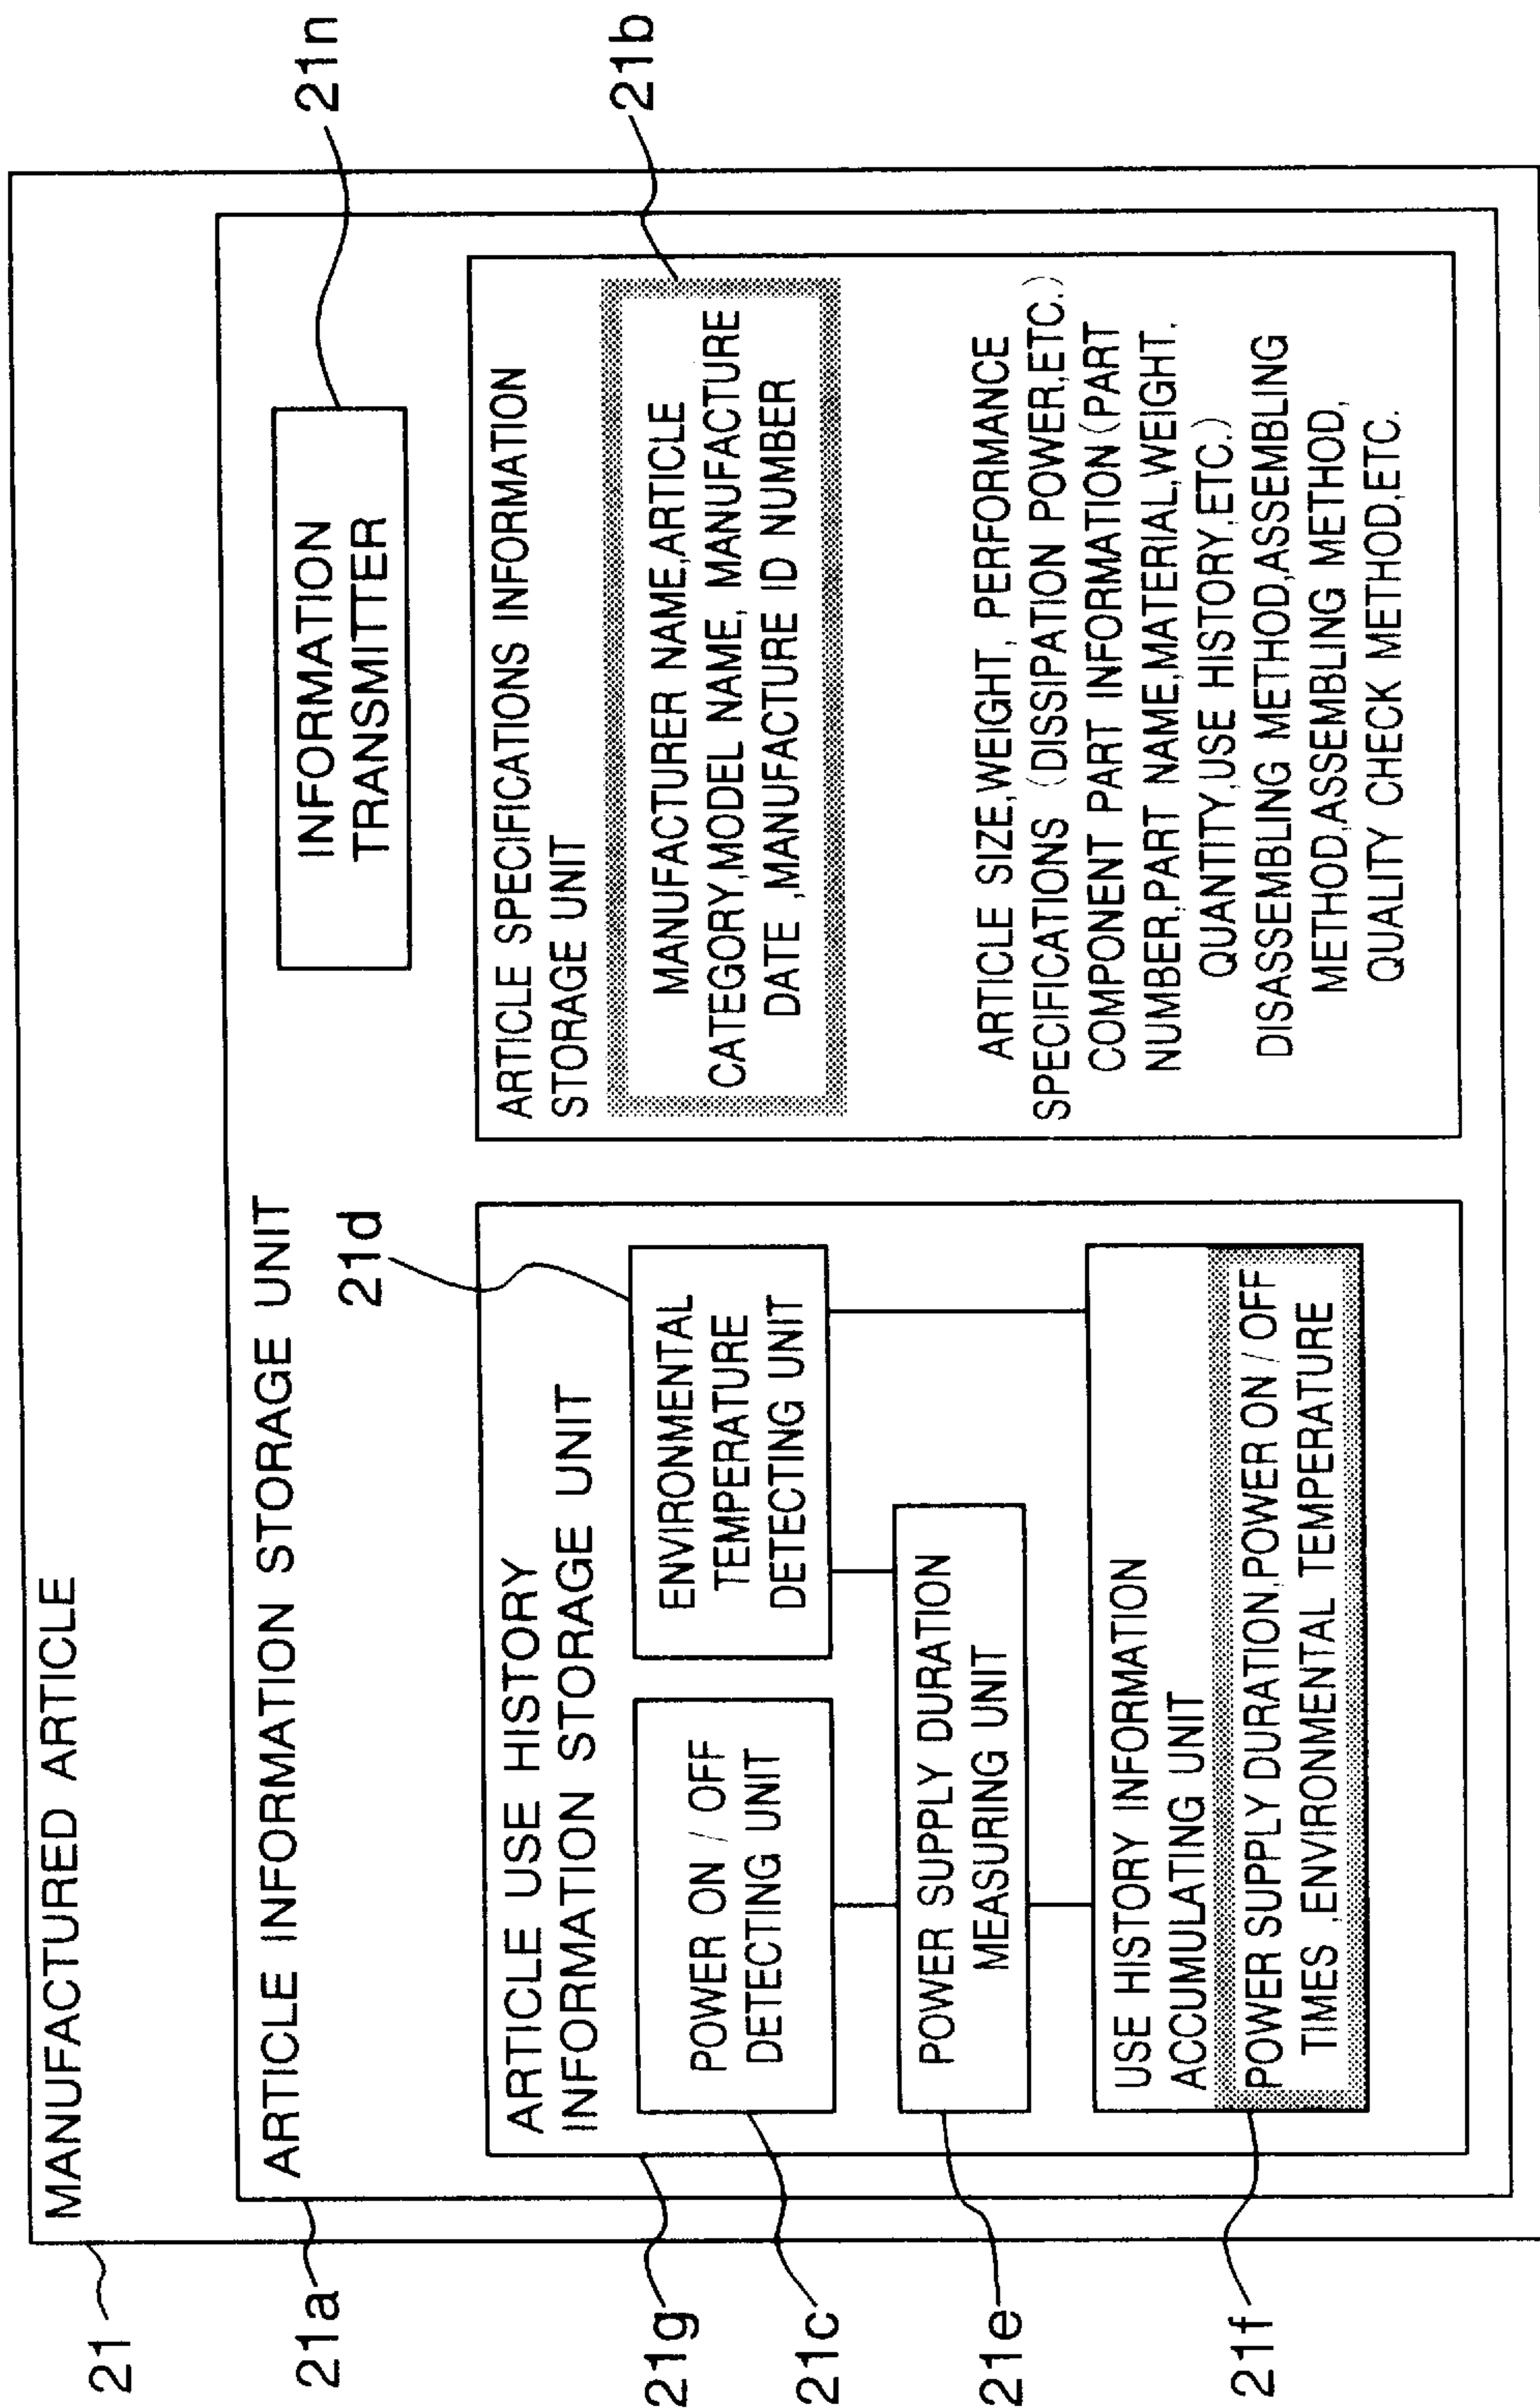 MANUFACTURED ARTICLE
21
ARTICLE INFORMATION STORAGE UNIT
21a
INFORMATION
TRANSMITTER
21n
ARTICLE USE HISTORY
INFORMATION STORAGE UNIT
21g
POWER ON / OFF
DETECTING UNIT
21c
ENVIRONMENTAL
TEMPERATURE
DETECTING UNIT
21d
POWER SUPPLY DURATION
MEASURING UNIT
21e
USE HISTORY INFORMATION
ACCUMULATING UNIT
POWER SUPPLY DURATION,POWER ON / OFF
TIMES ,ENVIRONMENTAL TEMPERATURE
21f
ARTICLE SPECIFICATIONS INFORMATION
STORAGE UNIT
MANUFACTURER NAME,ARTICLE
CATEGORY,MODEL NAME, MANUFACTURE
DATE ,MANUFACTURE ID NUMBER
21b
ARTICLE SIZE,WEIGHT, PERFORMANCE
SPECIFICATIONS (DISSIPATION POWER,ETC.)
COMPONENT PART INFORMATION (PART
NUMBER,PART NAME,MATERIAL,WEIGHT,
QUANTITY,USE HISTORY,ETC.)
DISASSEMBLING METHOD,ASSEMBLING
METHOD,ASSEMBLING METHOD,
QUALITY CHECK METHOD,ETC.